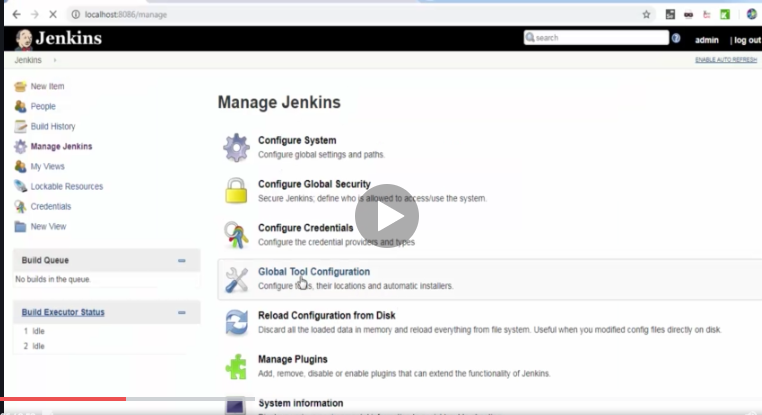 localhost:8086/manage
Jenkins
search
admin
| log out
Jenkins
ENABLE AUTO REFRESH
New Item
People
Build History
Manage Jenkins
My Views
Lockable Resources
Credentials
New View
Build Queue
No builds in the queue.
Build Executor Status
1 Idle
2 Idle
Manage Jenkins
Configure System
Configure global settings and paths.
Configure Global Security
Secure Jenkins; define who is allowed to access/use the system.
Configure Credentials
Configure the credential providers and types
Global Tool Configuration
Configure their locations and automatic installers.
Reload Configuration from Disk
Discard all the loaded data in memory and reload everything from file system. Useful when you modified config files directly on disk.
Manage Plugins
Add, remove, disable or enable plugins that can extend the functionality of Jenkins.
System information